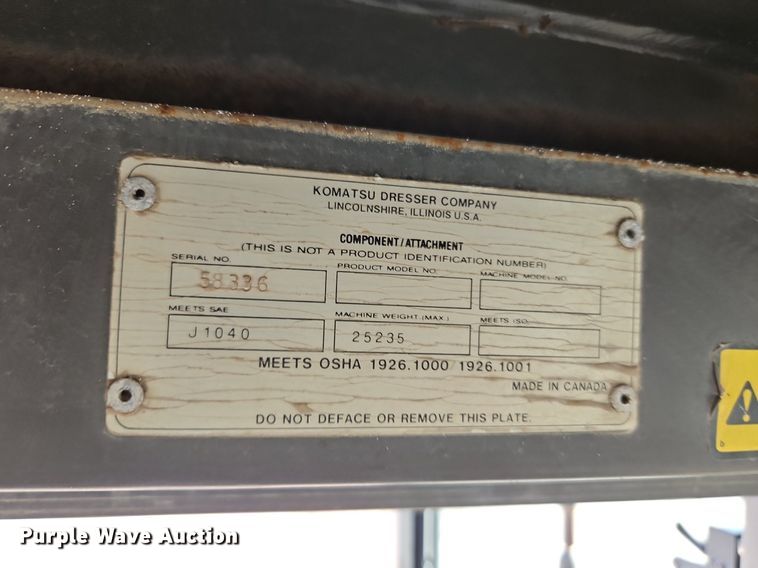 KOMATSU DRESSER COMPANY
LINCOLNSHIRE, ILLINOIS U.S.A.
COMPONENT/ATTACHMENT
(THIS IS NOT A PRODUCT IDENTIFICATION NUMBER)
SERIAL NO. PRODUCT MODEL NO. MACHINE MODEL NO.
58336
MEETS SAE MACHINE WEIGHT (MAX.) MEETS ISO
J1040 25235
MEETS OSHA 1926.1000 1926.1001
MADE IN CANADA
DO NOT DEFACE OR REMOVE THIS PLATE.
Purple Wave Auction